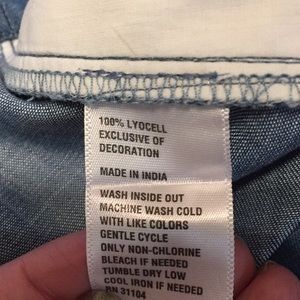 100% LYOCELL
EXCLUSIVE OF
DECORATION
MADE IN INDIA
WASH INSIDE OUT
MACHINE WASH COLD
WITH LIKE COLORS
GENTLE CYCLE
ONLY NON-CHLORINE
BLEACH IF NEEDED
TUMBLE DRY LOW
COOL IRON IF NEEDED
RN 31104